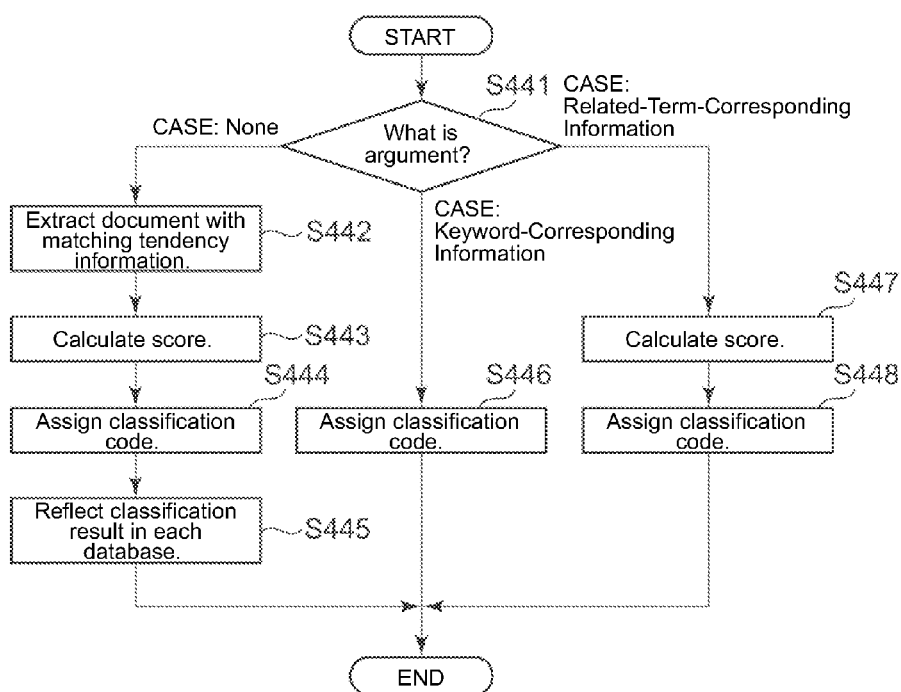 START
S441
What is
argument?
CASE: None
CASE:
Related-Term-Corresponding
Information
CASE:
Keyword-Corresponding
Information
Extract document with
matching tendency
information.
S442
Calculate score.
S443
S444
Assign classification
code.
Reflect classification
result in each
database.
S445
S446
Assign classification
code.
S447
Calculate score.
S448
Assign classification
code.
END